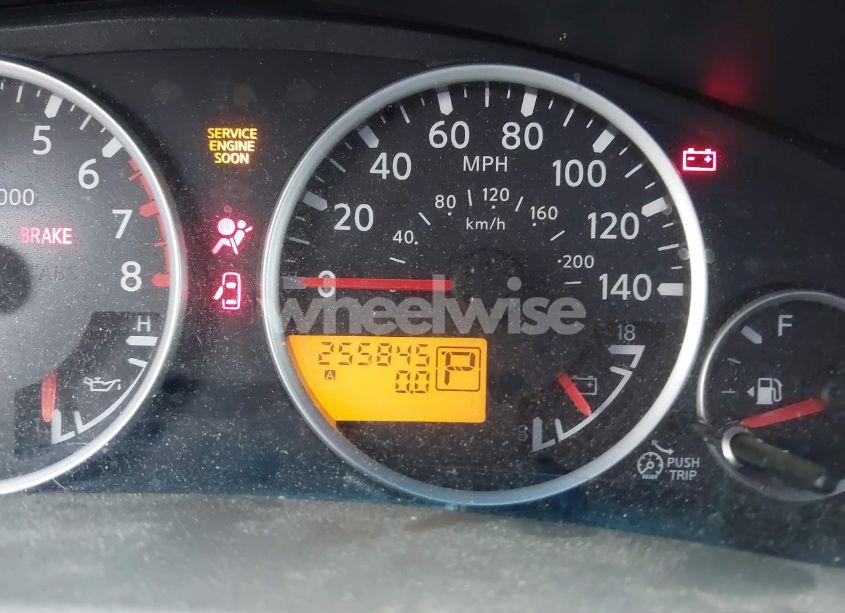 5
6
7
8
000
BRAKE
ABS
H
SERVICE
ENGINE
SOON
0
20
40
60
80
100
120
140
MPH
40
80
120
160
200
km/h
wheelwise
255845
A
0.0
P
18
8
F
PUSH
TRIP